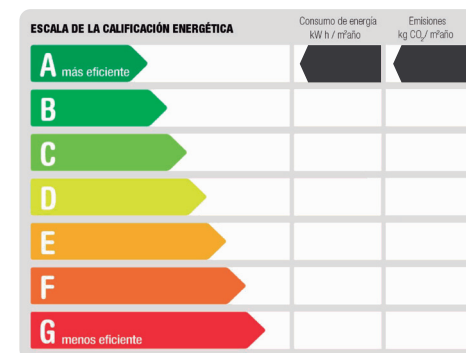 ESCALA DE LA CALIFICACIÓN ENERGÉTICA
Consumo de energía
kW h / m²año
Emisiones
kg CO₂/ m²año
A más eficiente
B
C
D
E
F
G menos eficiente